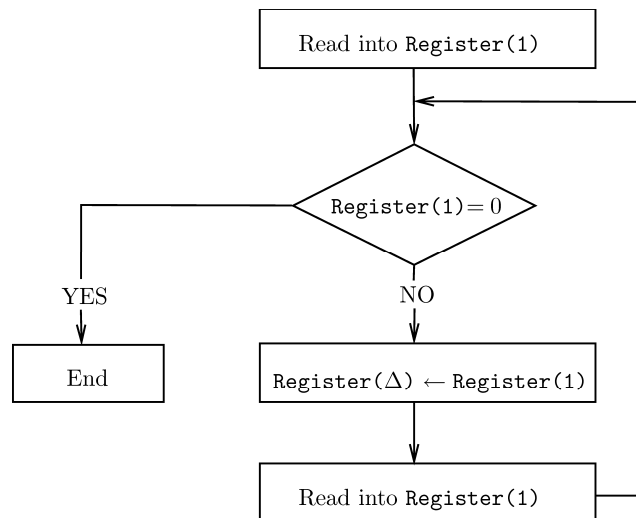 Read into Register(1)
Register(1)= 0
YES
NO
End
Register(Δ) ← Register(1)
Read into Register(1)